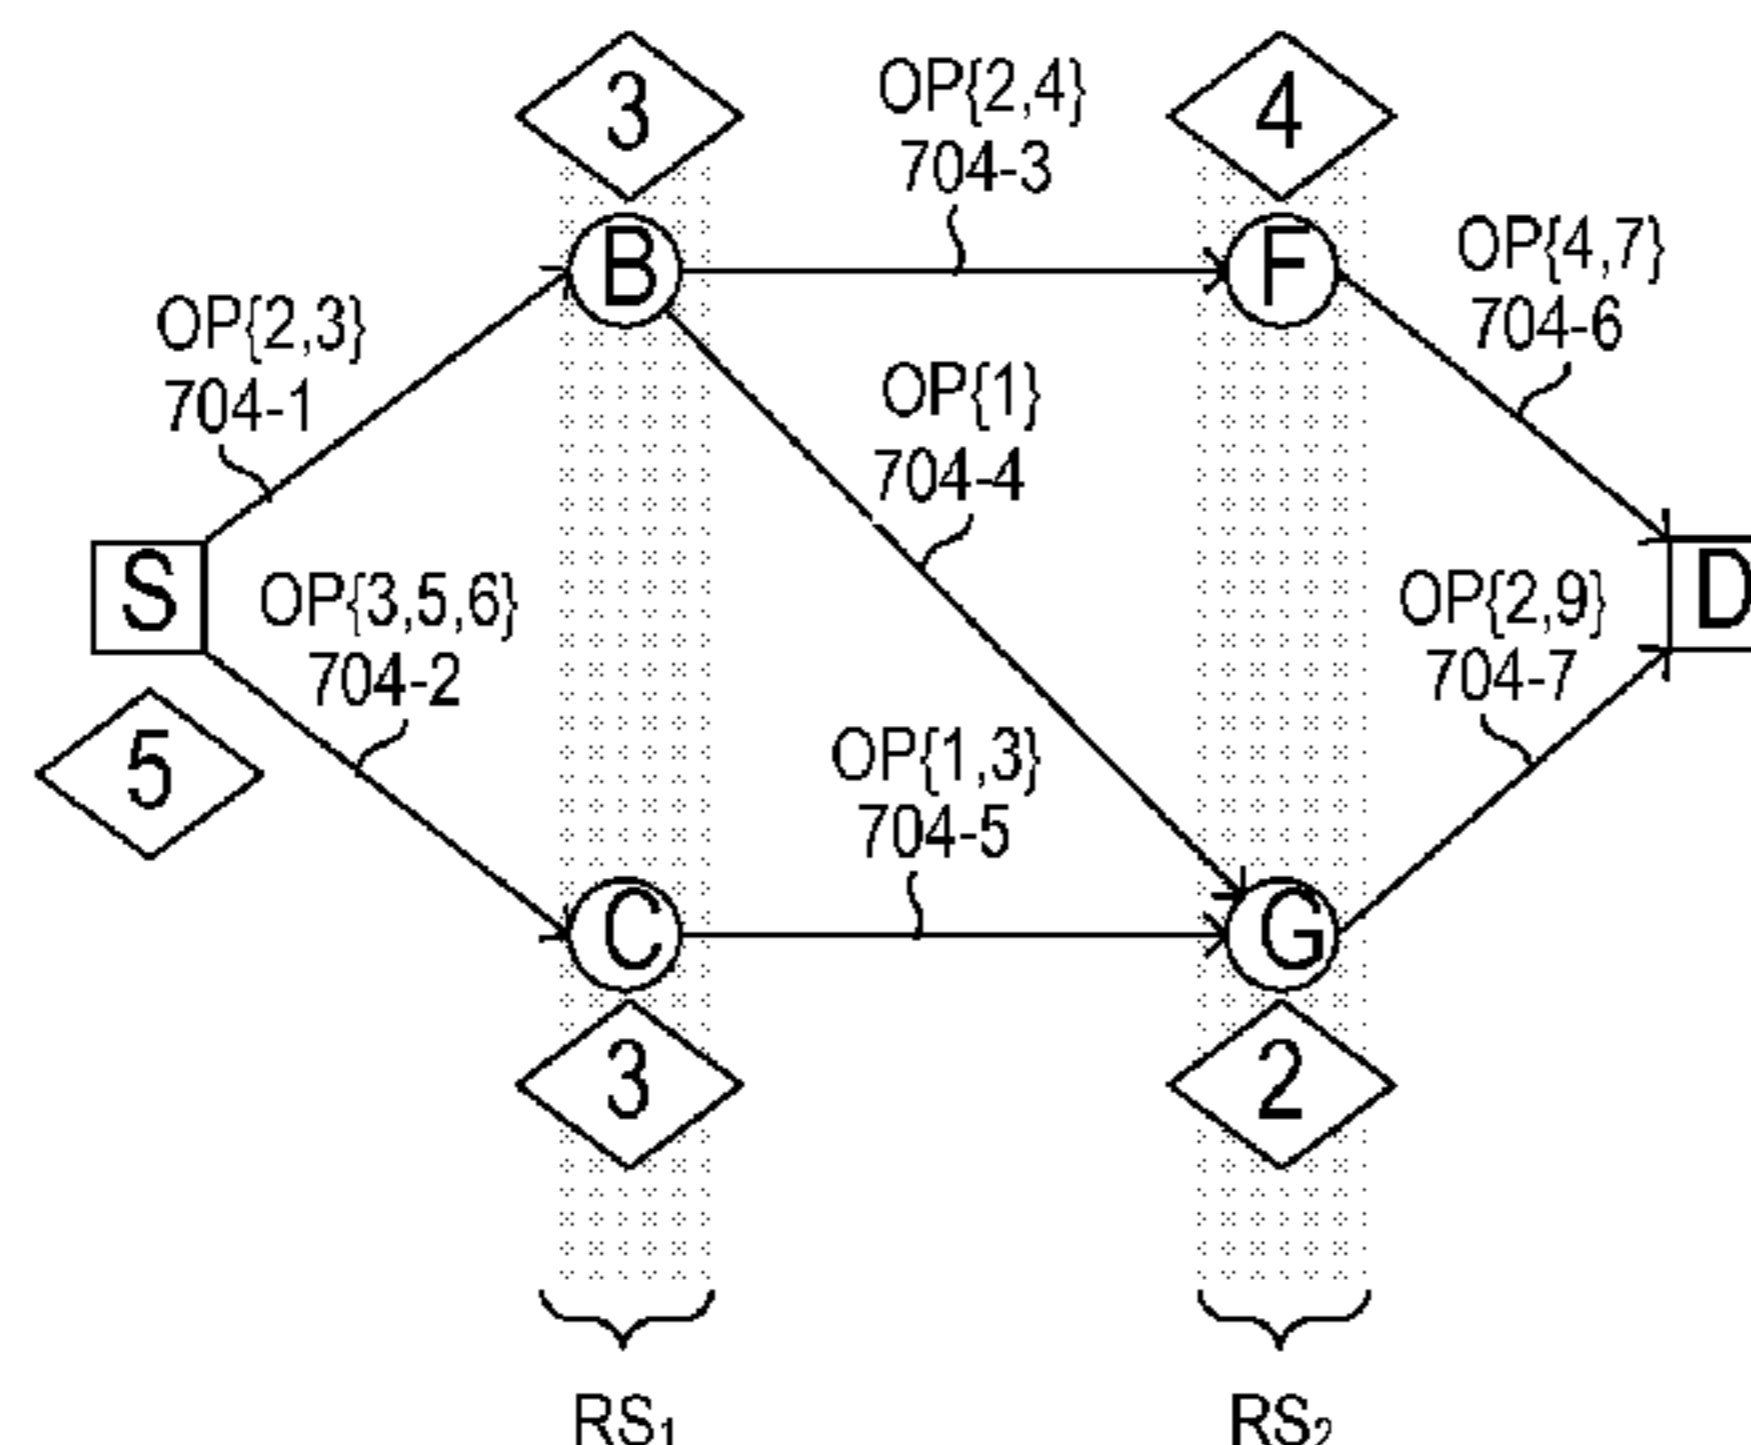 3
OP{2,4}
704-3
4
B
F
OP{4,7}
704-6
OP{2,3}
704-1
OP{1}
704-4
S
OP{3,5,6}
704-2
OP{2,9}
704-7
D
5
OP{1,3}
704-5
C
G
3
2
RS₁
RS₂